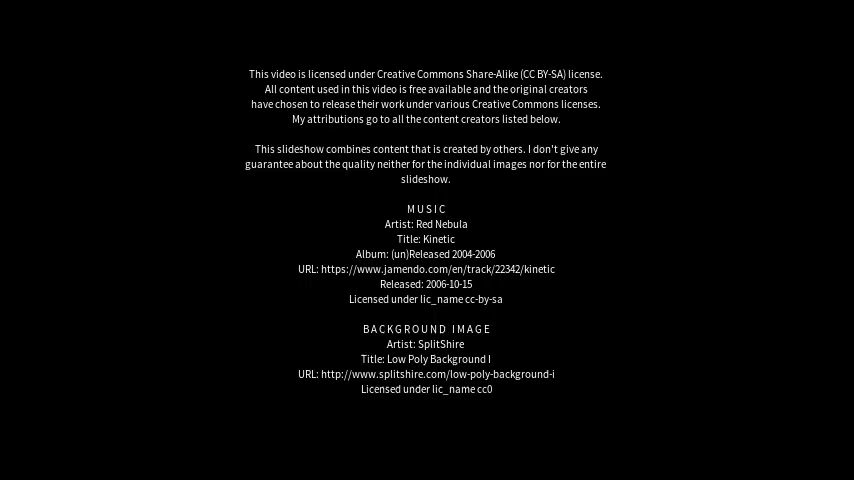 This video is licensed under Creative Commons Share-Alike (CC BY-SA) license.
All content used in this video is free available and the original creators
have chosen to release their work under various Creative Commons licenses.
My attributions go to all the content creators listed below.
This slideshow combines content that is created by others. I don't give any
guarantee about the quality neither for the individual images nor for the entire
slideshow.
MUSIC
Artist: Red Nebula
Title: Kinetic
Album: (un)Released 2004-2006
URL: https://www.jamendo.com/en/track/22342/kinetic
Released: 2006-10-15
Licensed under lic_name cc-by-sa
BACKGROUND IMAGE
Artist: SplitShire
Title: Low Poly Background I
URL: http://www.splitshire.com/low-poly-background-i
Licensed under lic_name cc0